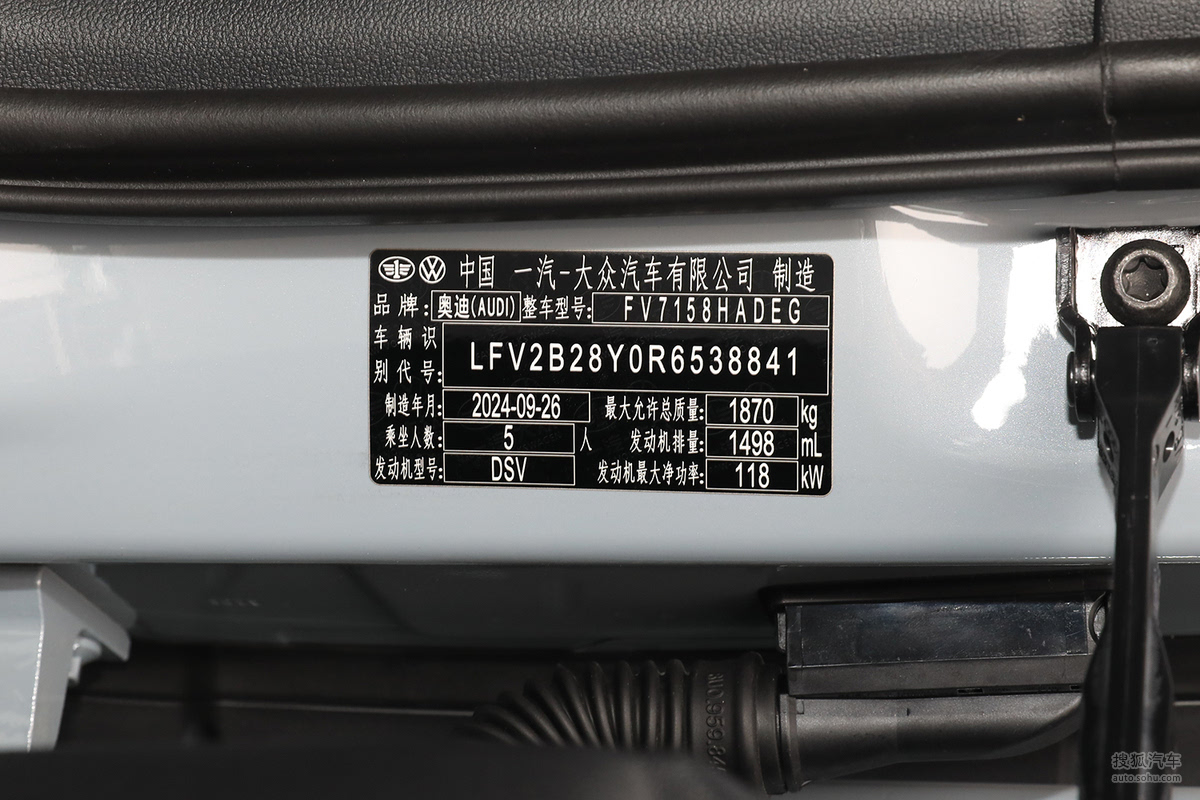 中国 一汽-大众汽车有限公司 制造
品牌: 奥迪(AUDI) 整车型号: FV7158HADEG
车辆识别代号: LFV2B28Y0R6538841
制造年月: 2024-09-26 最大允许总质量: 1870 kg
乘坐人数: 5 人 发动机排量: 1498 mL
发动机型号: DSV 发动机最大净功率: 118 kW
搜狐汽车
auto.sohu.com